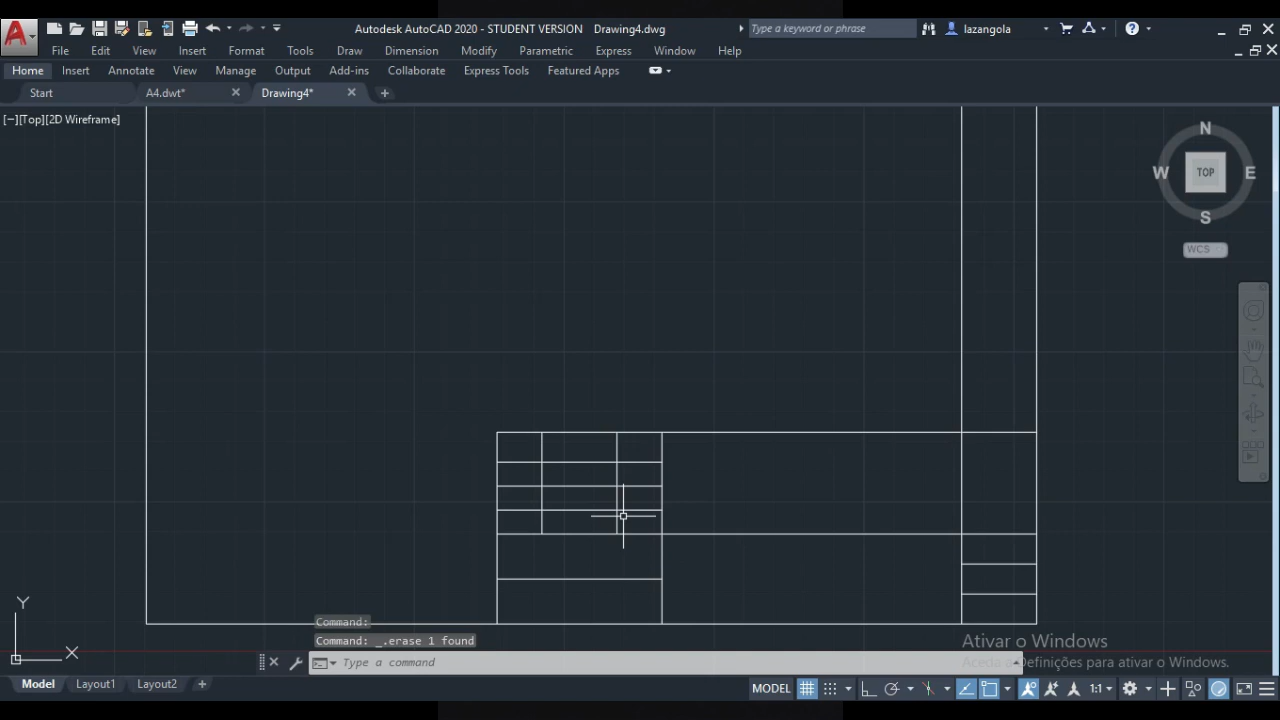 Autodesk AutoCAD 2020 - STUDENT VERSION Drawing4.dwg
Type a keyword or phrase
lazangola
File Edit View Insert Format Tools Draw Dimension Modify Parametric Express Window Help
Home Insert Annotate View Manage Output Add-ins Collaborate Express Tools Featured Apps
Start A4.dwt* Drawing4*
[−][Top][2D Wireframe]
N
W TOP E
S
WCS
Y
X
Command:
Command: _.erase 1 found
Type a command
Ativar o Windows
Aceda a Definições para ativar o Windows.
Model Layout1 Layout2 +
MODEL 1:1